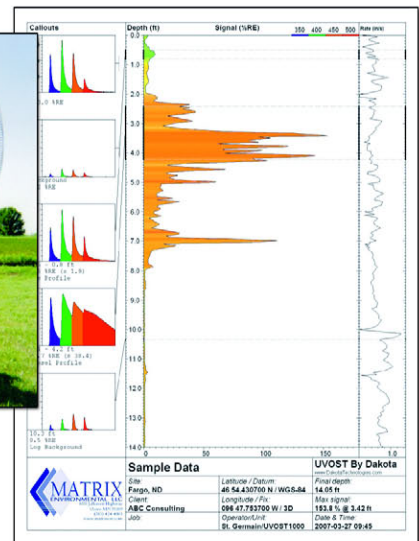 Callouts
Depth (ft)
Signal (%RE)
350 400 450 500
Rate (in/s)
0.0
1.0
2.0
3.0
4.0
5.0
6.0
7.0
8.0
9.0
10.0
11.0
12.0
13.0
14.0
0 50 100 150
1.0
10.3 ft
0.5 %RE
Log Background
MATRIX
ENVIRONMENTAL, LLC
Sample Data
UVOST By Dakota
www.DakotaTechnologies.com
Site:
Fargo, ND
Latitude / Datum:
46 54.430700 N / WGS-84
Final depth:
14.05 ft
Client:
ABC Consulting
Longitude / Fix:
096 47.753700 W / 3D
Max signal:
153.8 % @ 3.42 ft
Job:
Operator/Unit:
St. Germain/UVOST1000
Date & Time:
2007-03-27 09:45